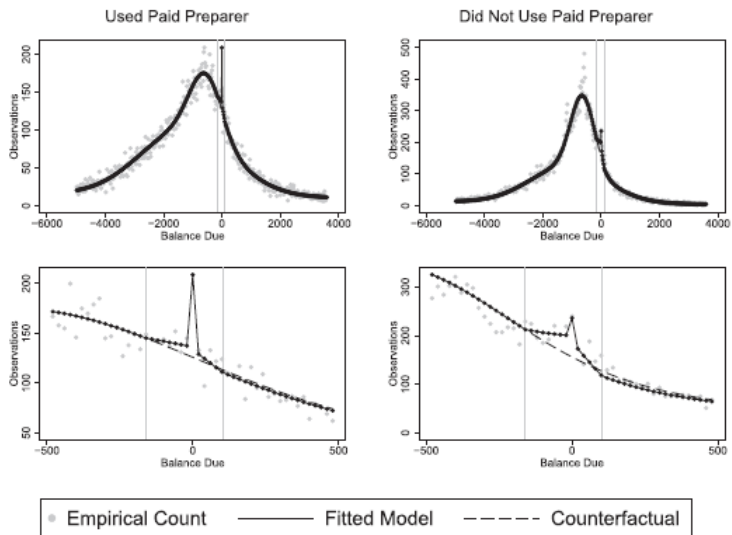 Used Paid Preparer
Did Not Use Paid Preparer
Observations
0 50 100 150 200
−6000 −4000 −2000 0 2000 4000
Balance Due
Observations
0 100 200 300 400 500
−6000 −4000 −2000 0 2000 4000
Balance Due
Observations
50 100 150 200
−500 0 500
Balance Due
Observations
0 100 200 300
−500 0 500
Balance Due
Empirical Count Fitted Model Counterfactual